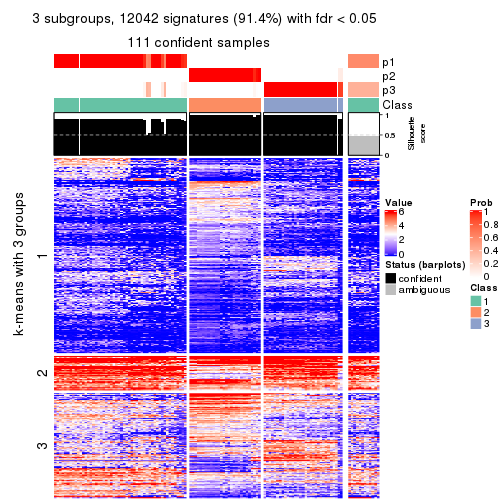 3 subgroups, 12042 signatures (91.4%) with fdr < 0.05
111 confident samples
p1
p2
p3
Class
1
0.5
0
Silhouette
score
k-means with 3 groups
1
2
3
Value
6
4
2
0
Status (barplots)
confident
ambiguous
Prob
1
0.8
0.6
0.4
0.2
0
Class
1
2
3